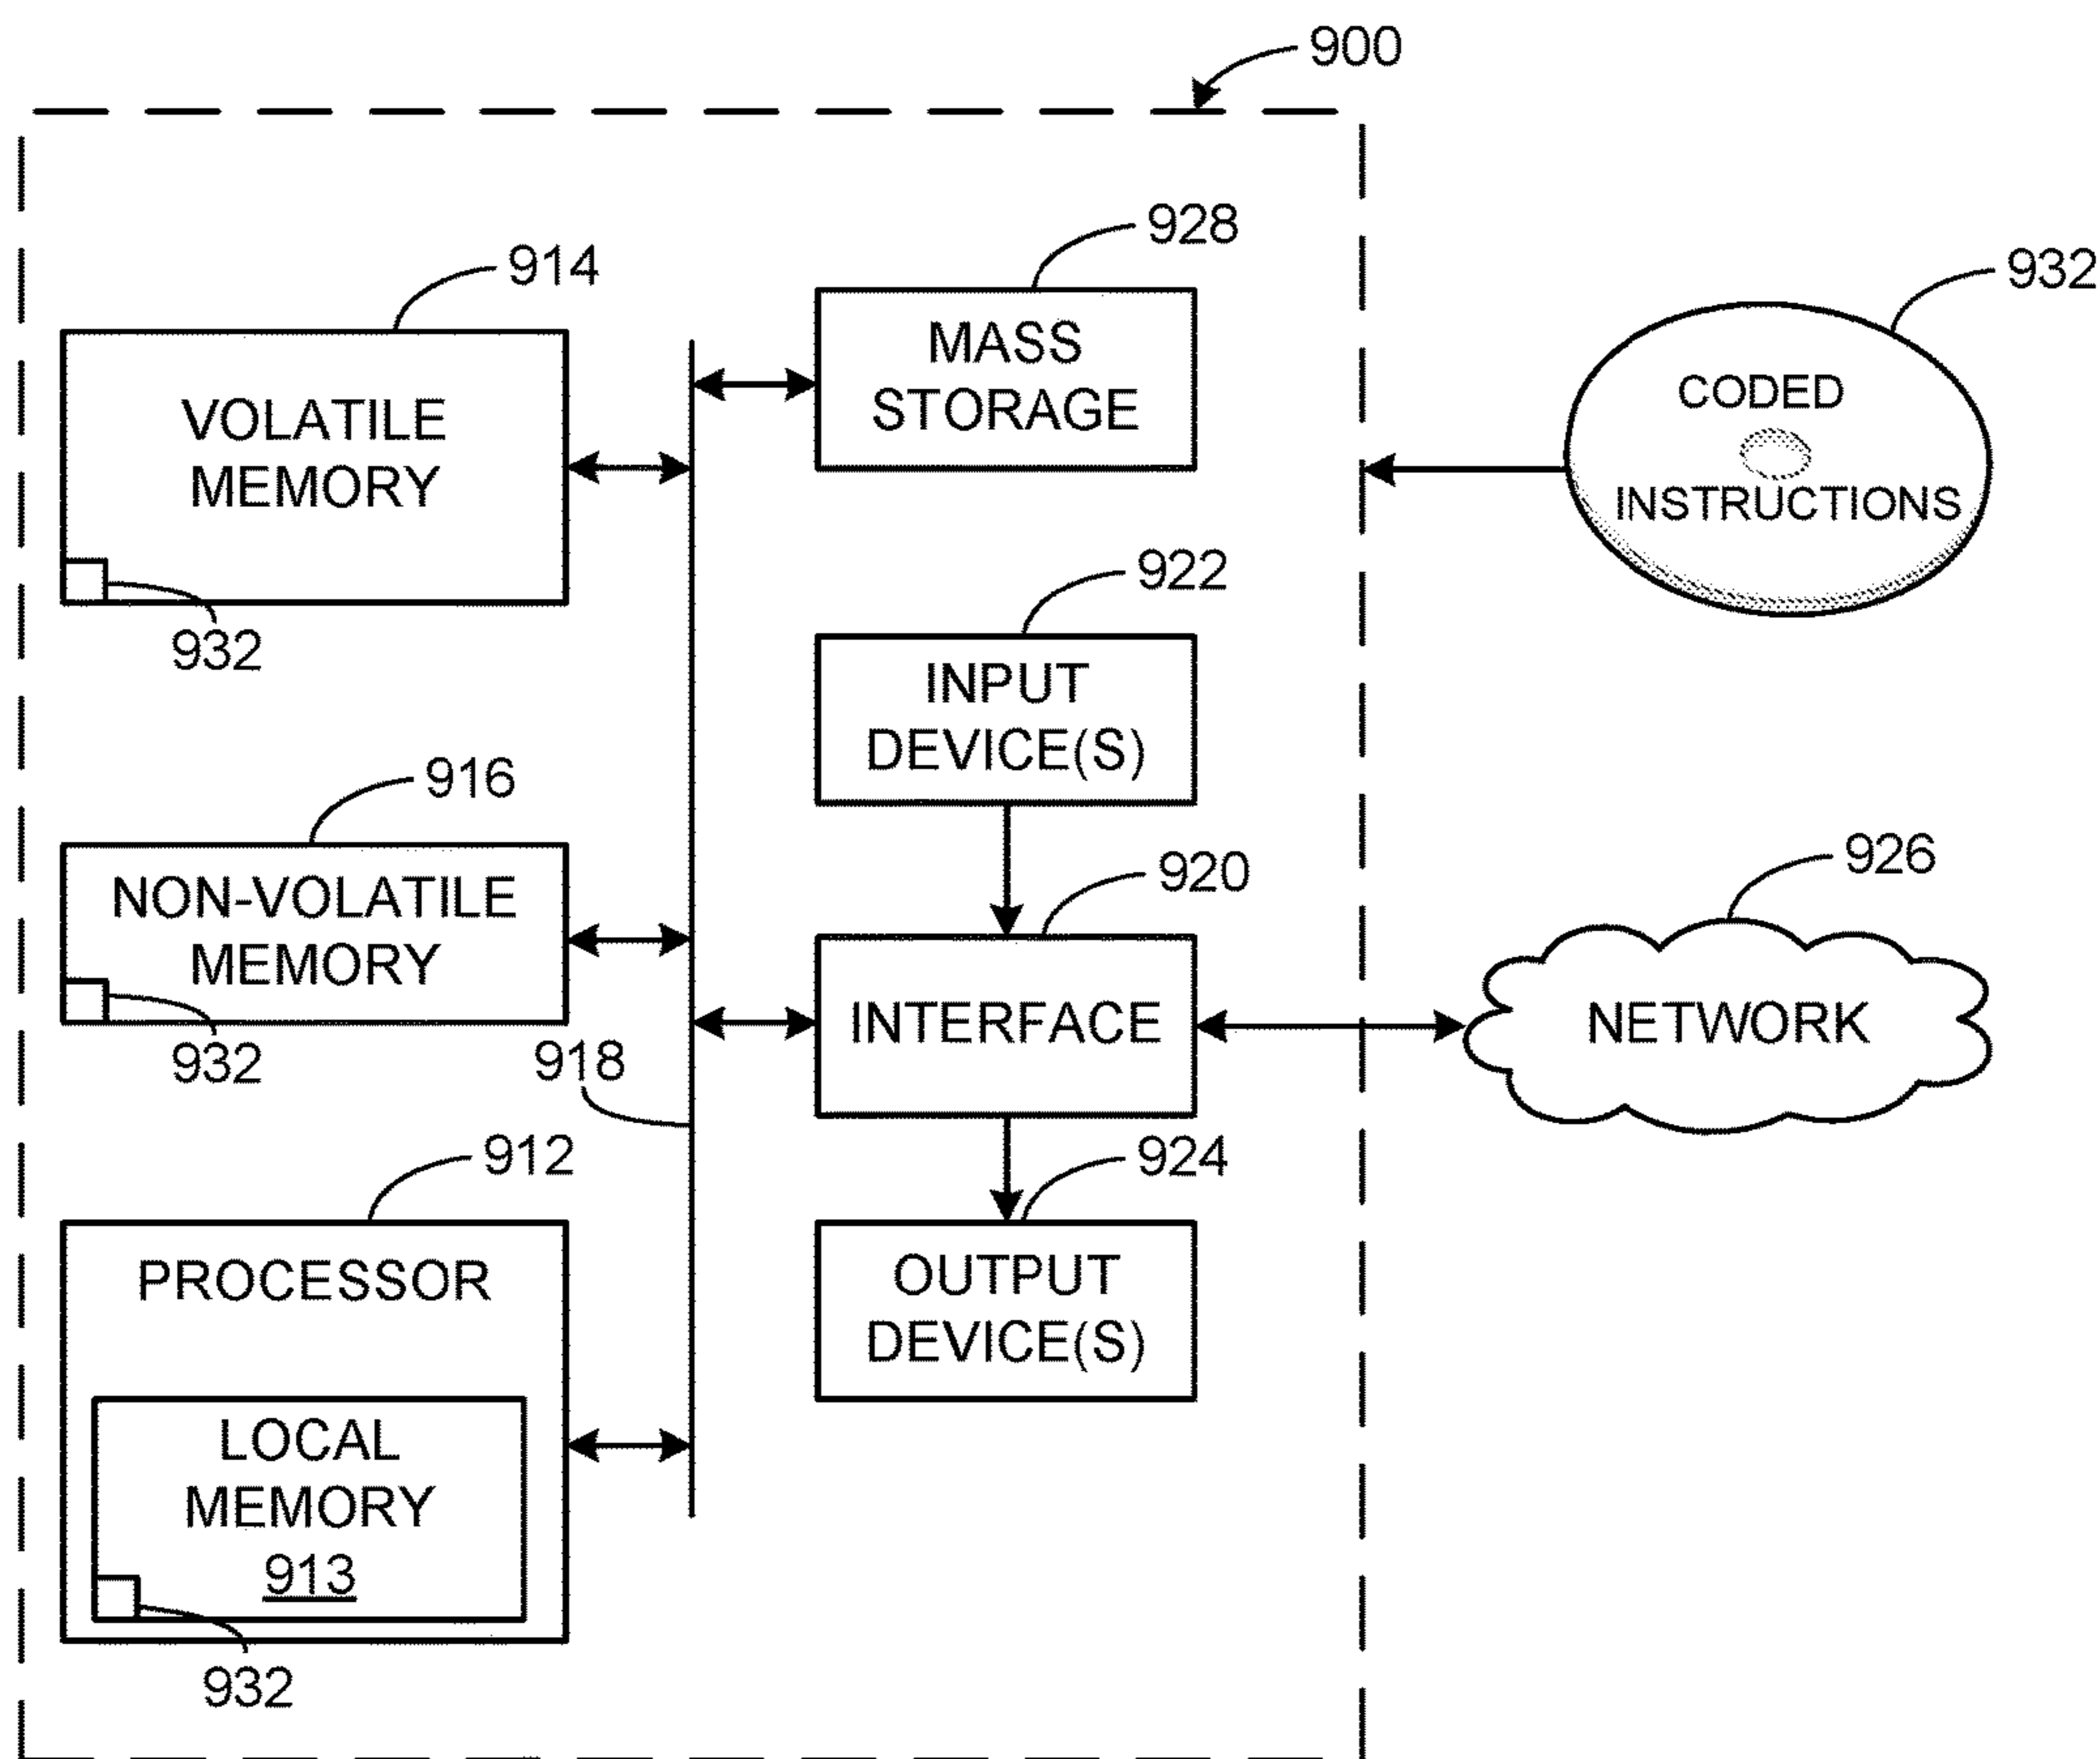 900
928
914
932
MASS
STORAGE
VOLATILE
MEMORY
CODED
INSTRUCTIONS
932
922
INPUT
DEVICE(S)
916
920
926
NON-VOLATILE
MEMORY
INTERFACE
NETWORK
932
918
912
924
PROCESSOR
OUTPUT
DEVICE(S)
LOCAL
MEMORY
913
932